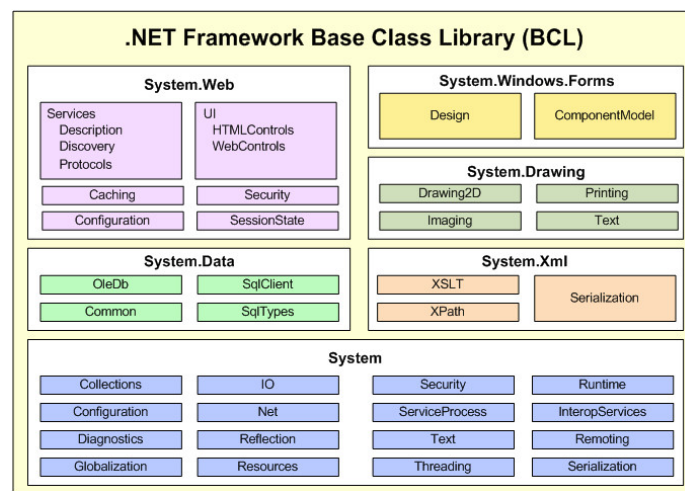 .NET Framework Base Class Library (BCL)
System.Web
Services
Description
Discovery
Protocols
UI
HTMLControls
WebControls
Caching
Security
Configuration
SessionState
System.Windows.Forms
Design
ComponentModel
System.Drawing
Drawing2D
Printing
Imaging
Text
System.Data
OleDb
SqlClient
Common
SqlTypes
System.Xml
XSLT
XPath
Serialization
System
Collections
IO
Security
Runtime
Configuration
Net
ServiceProcess
InteropServices
Diagnostics
Reflection
Text
Remoting
Globalization
Resources
Threading
Serialization